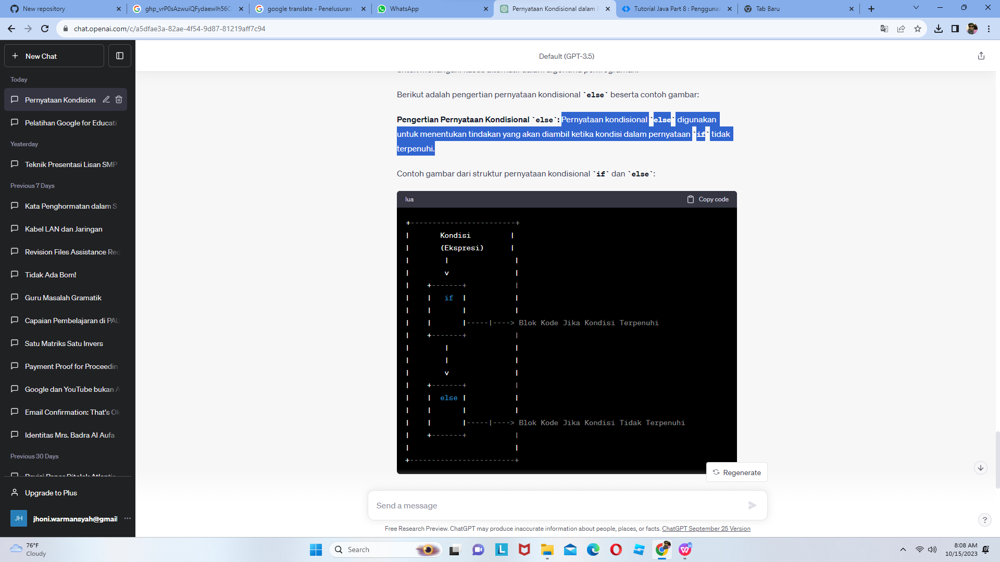 New repository
ghp_vrP0sAzwuiQFydaewIh56C
google translate - Penelusuran
WhatsApp
Pernyataan Kondisional dalam
Tutorial Java Part 8 : Pengguna
Tab Baru
chat.openai.com/c/a5dfae3a-82ae-4f54-9d87-81219aff7c94
New Chat
Default (GPT-3.5)
Today
Pernyataan Kondision
Pelatihan Google for Educati
Yesterday
Teknik Presentasi Lisan SMP
Previous 7 Days
Kata Penghormatan dalam S
Kabel LAN dan Jaringan
Revision Files Assistance Req
Tidak Ada Bom!
Guru Masalah Gramatik
Capaian Pembelajaran di PAU
Satu Matriks Satu Invers
Payment Proof for Proceedin
Google dan YouTube bukan A
Email Confirmation: That's Ok
Identitas Mrs. Badra Al Aufa
Previous 30 Days
Upgrade to Plus
JH jhoni.warmansyah@gmail ...
Berikut adalah pengertian pernyataan kondisional `else` beserta contoh gambar:
Pengertian Pernyataan Kondisional `else`: Pernyataan kondisional `else` digunakan
untuk menentukan tindakan yang akan diambil ketika kondisi dalam pernyataan `if` tidak
terpenuhi.
Contoh gambar dari struktur pernyataan kondisional `if` dan `else`:
lua
Copy code
+------------------------+
|       Kondisi         |
|       (Ekspresi)      |
|        |               |
|        v               |
|    +-------+           |
|    |   if  |           |
|    |       |           |
|    |       |-----|----> Blok Kode Jika Kondisi Terpenuhi
|    +-------+           |
|        |               |
|        |               |
|        v               |
|    +-------+           |
|    |  else |           |
|    |       |           |
|    |       |-----|----> Blok Kode Jika Kondisi Tidak Terpenuhi
|    +-------+           |
|                        |
+------------------------+
Regenerate
Send a message
?
Free Research Preview. ChatGPT may produce inaccurate information about people, places, or facts. ChatGPT September 25 Version
76°F
Cloudy
Search
8:08 AM
10/15/2023